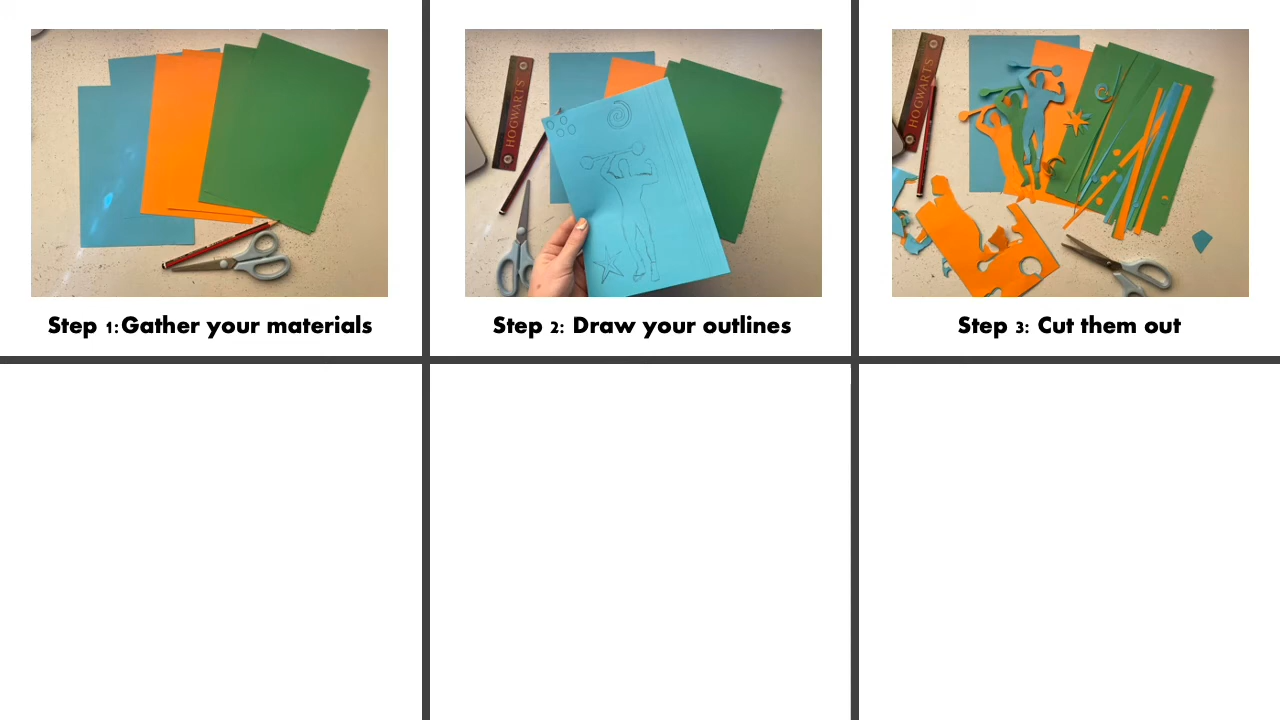 HOGWARTS
HOGWARTS
Step 1:Gather your materials
Step 2: Draw your outlines
Step 3: Cut them out